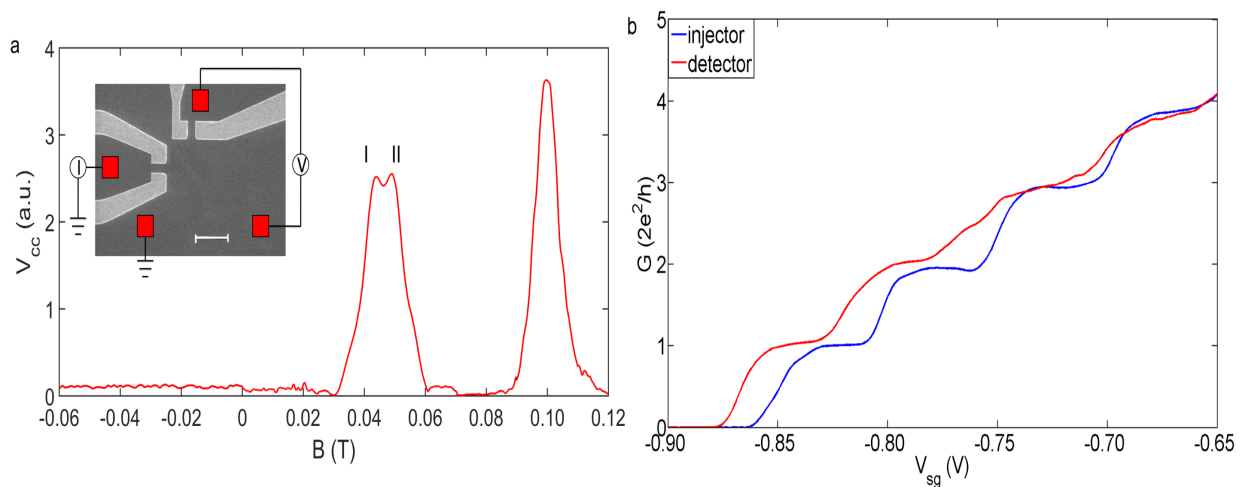 a
V_cc (a.u.)
4
3
2
1
0
I II
I
V
-0.06 -0.04 -0.02 0 0.02 0.04 0.06 0.08 0.10 0.12
B (T)
b
injector
detector
G (2e²/h)
5
4
3
2
1
0
-0.90 -0.85 -0.80 -0.75 -0.70 -0.65
V_sg (V)